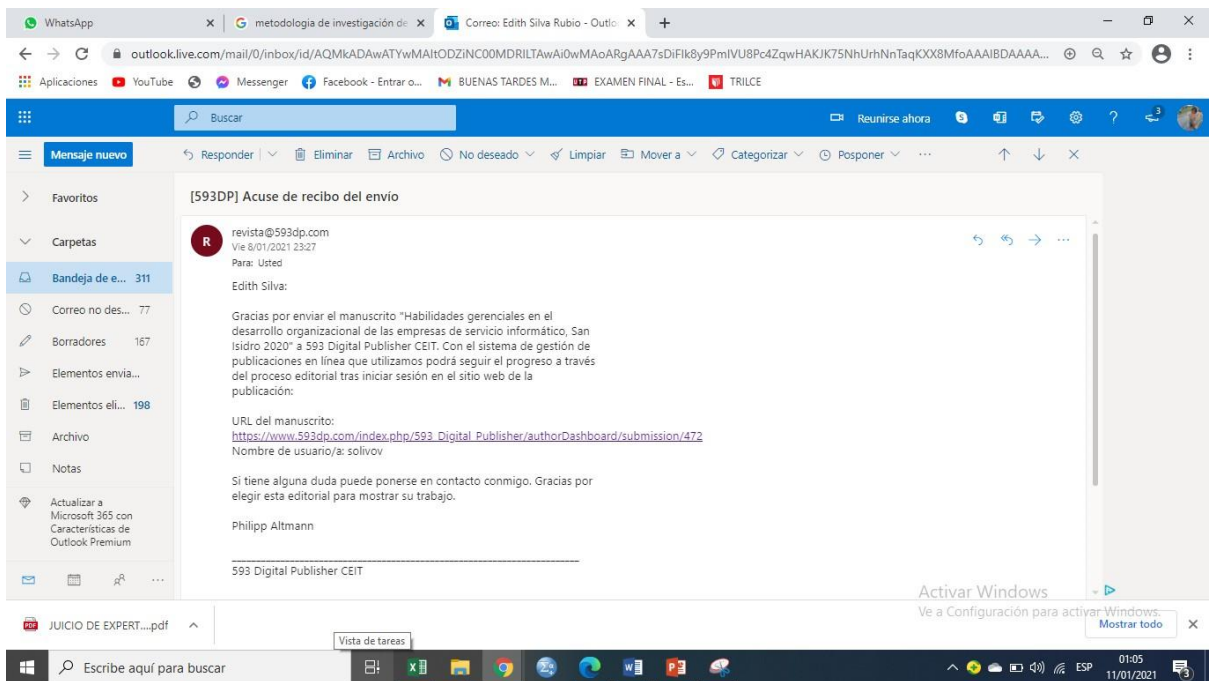 WhatsApp
metodologia de investigación de
Correo: Edith Silva Rubio - Outlo
outlook.live.com/mail/0/inbox/id/AQMkADAwATYwMAItODZiNC00MDRILTAwAi0wMAoARgAAA7sDiFIk8y9PmIVU8Pc4ZqwHAKJK75NhUrhNnTaqKXX8MfoAAAIBDAAAA...
Aplicaciones YouTube Messenger Facebook - Entrar o... BUENAS TARDES M... EXAMEN FINAL - Es... TRILCE
Buscar
Reunirse ahora
3
Mensaje nuevo
Responder Eliminar Archivo No deseado Limpiar Mover a Categorizar Posponer ...
Favoritos
Carpetas
Bandeja de e... 311
Correo no des... 77
Borradores 167
Elementos envia...
Elementos eli... 198
Archivo
Notas
Actualizar a
Microsoft 365 con
Características de
Outlook Premium
[593DP] Acuse de recibo del envío
R
revista@593dp.com
Vie 8/01/2021 23:27
Para: Usted
Edith Silva:
Gracias por enviar el manuscrito "Habilidades gerenciales en el
desarrollo organizacional de las empresas de servicio informático, San
Isidro 2020" a 593 Digital Publisher CEIT. Con el sistema de gestión de
publicaciones en línea que utilizamos podrá seguir el progreso a través
del proceso editorial tras iniciar sesión en el sitio web de la
publicación:
URL del manuscrito:
https://www.593dp.com/index.php/593_Digital_Publisher/authorDashboard/submission/472
Nombre de usuario/a: solivov
Si tiene alguna duda puede ponerse en contacto conmigo. Gracias por
elegir esta editorial para mostrar su trabajo.
Philipp Altmann
593 Digital Publisher CEIT
Activar Windows
Ve a Configuración para activar Windows.
JUICIO DE EXPERT....pdf
Mostrar todo
Vista de tareas
Escribe aquí para buscar
ESP
01:05
11/01/2021
3